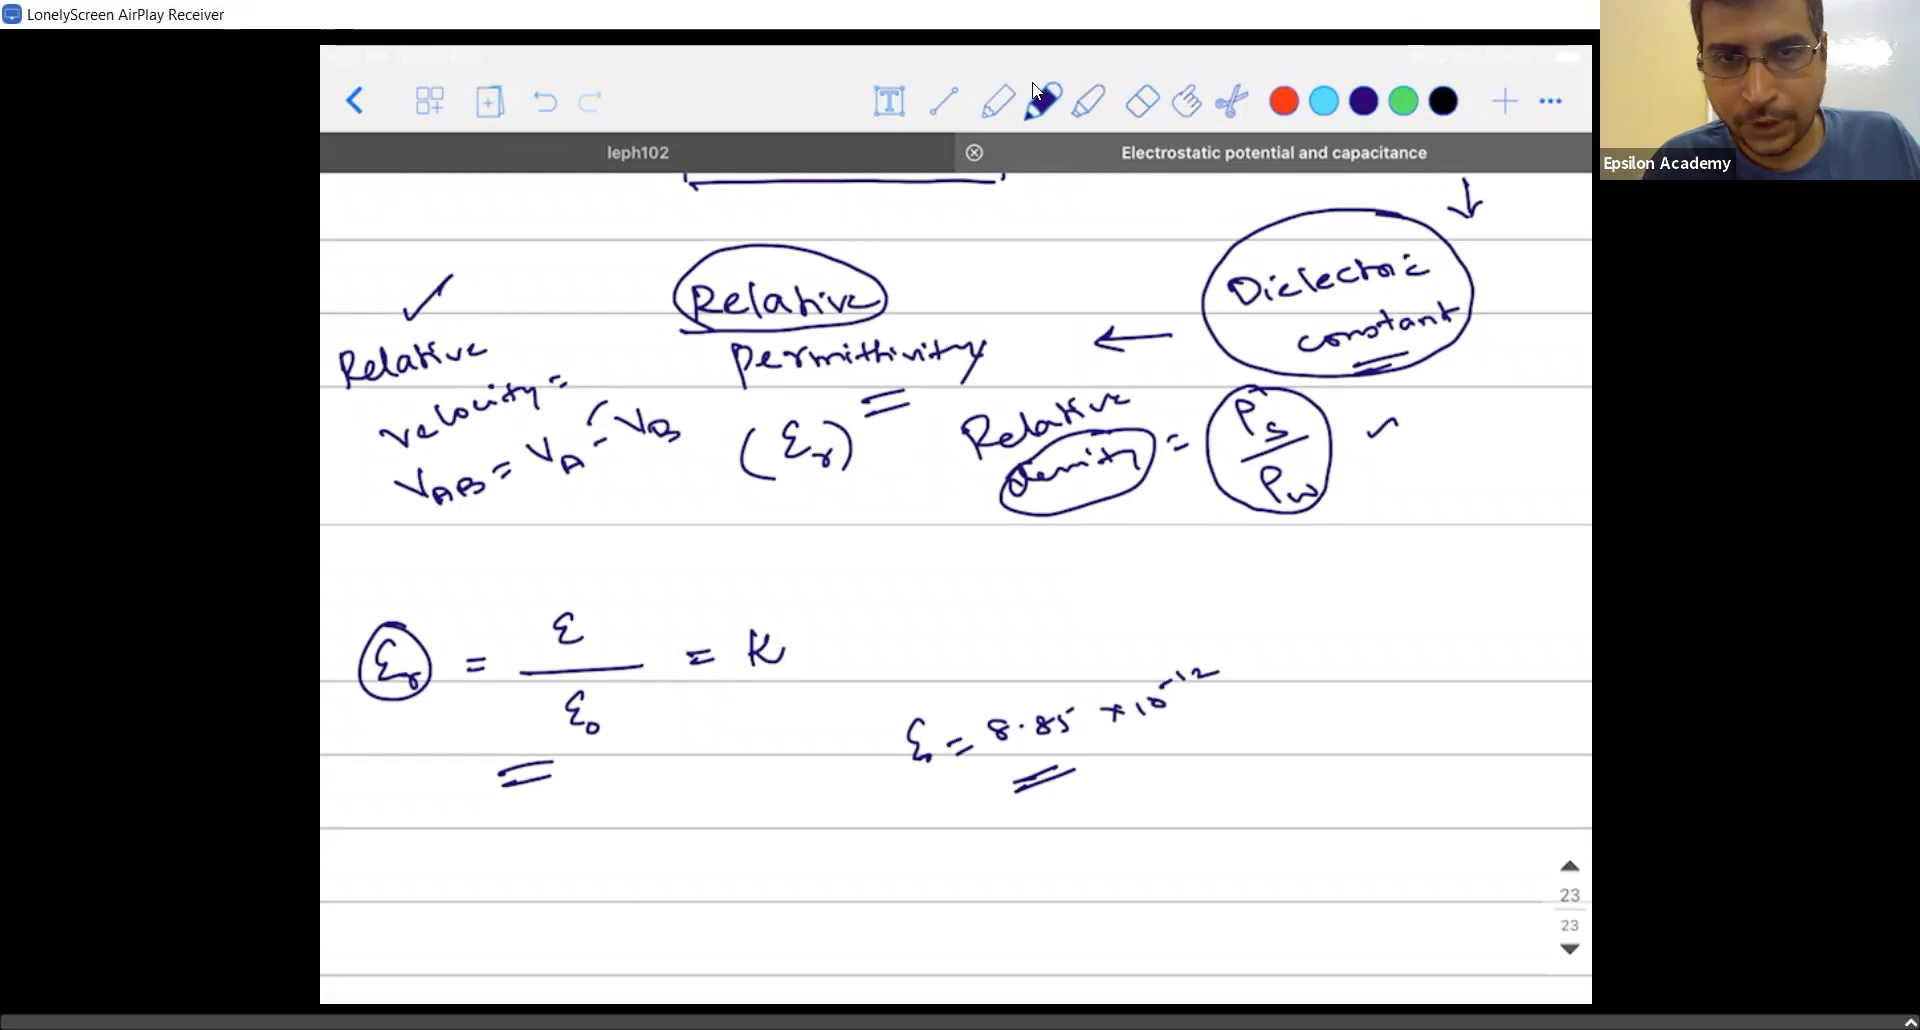 LonelyScreen AirPlay Receiver
leph102
Electrostatic potential and capacitance
Epsilon Academy
Relative
permittivity
(εr)
Dielectric
constant
Relative
velocity =
VAB = VA - VB
Relative
density = ρs/ρw
εr = ε/ε0 = K
ε0 = 8.85 × 10⁻¹²
23
23